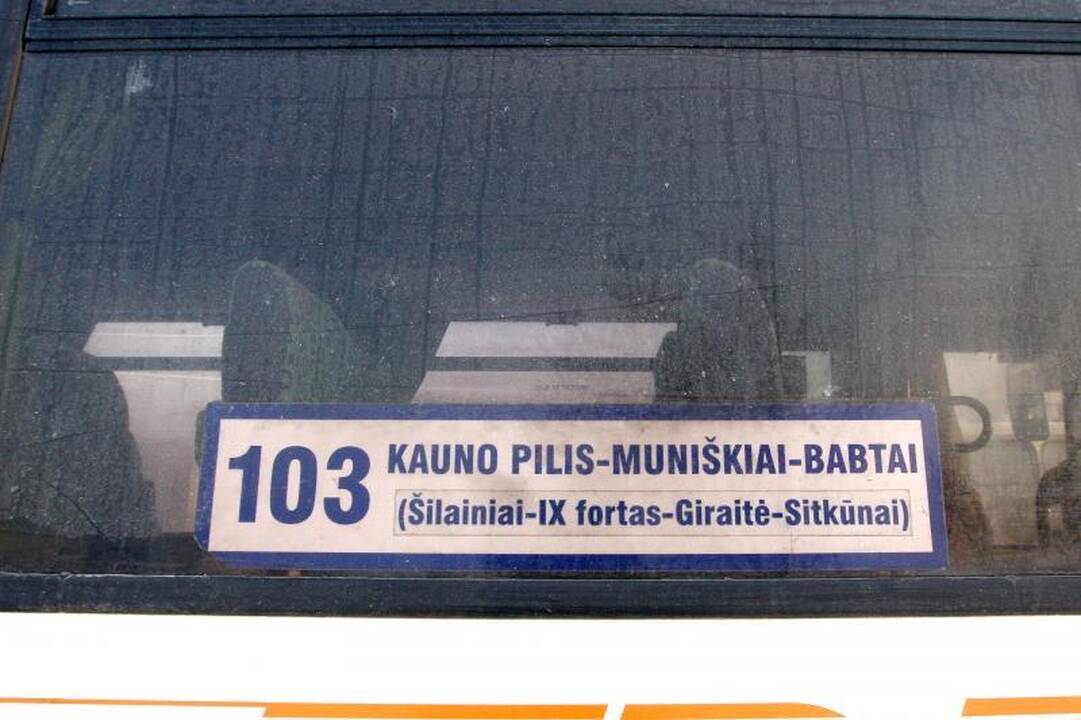 103 KAUNO PILIS-MUNIŠKIAI-BABTAI
(Šilainiai-IX fortas-Giraitė-Sitkūnai)